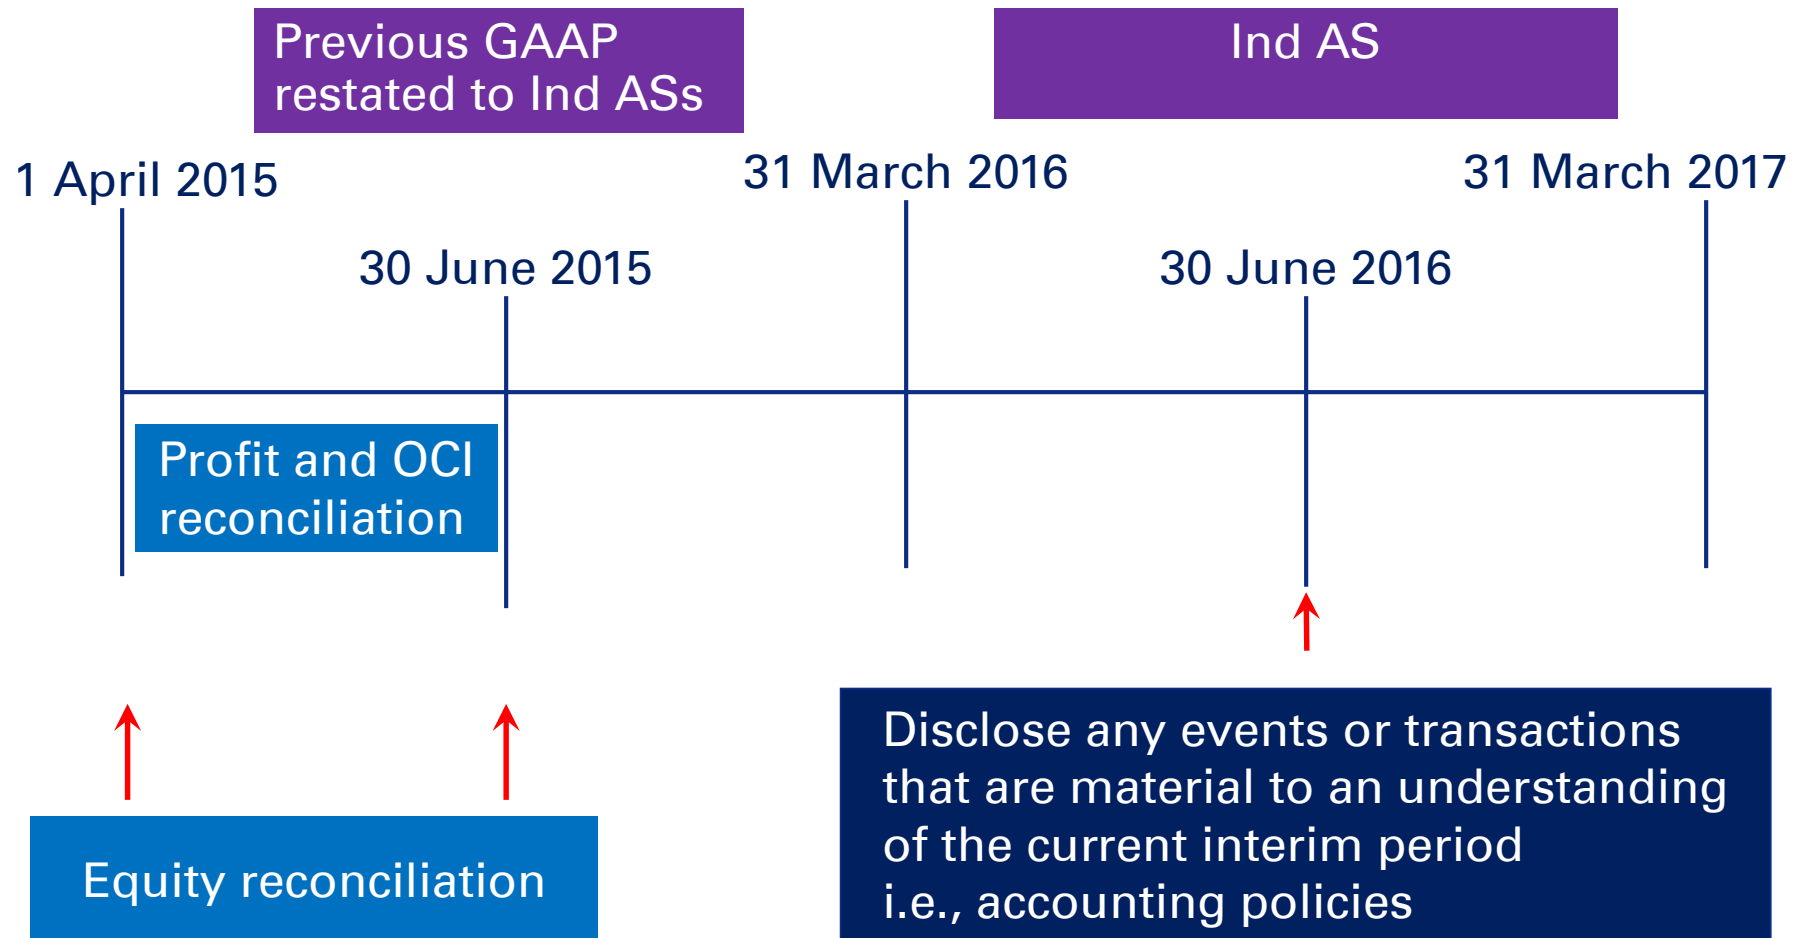 Previous GAAP
restated to Ind ASs
Ind AS
1 April 2015
31 March 2016
31 March 2017
30 June 2015
30 June 2016
Profit and OCI
reconciliation
Equity reconciliation
Disclose any events or transactions
that are material to an understanding
of the current interim period
i.e., accounting policies